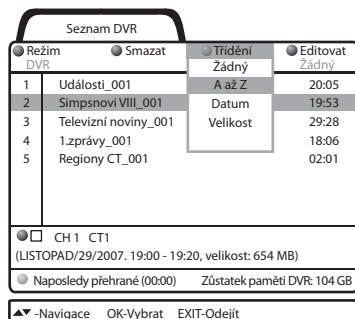 Seznam DVR
Režim Smazat Třídění Editovat
DVR Žádný Žádný
1 Události_001 A až Z 20:05
2 Simpsnovi VIII_001 Datum 19:53
3 Televizní noviny_001 Velikost 29:28
4 1.zprávy_001 18:06
5 Regiony CT_001 02:01
CH 1 CT1
(LISTOPAD/29/2007. 19:00 - 19:20, velikost: 654 MB)
Naposledy přehrané (00:00) Zůstatek paměti DVR: 104 GB
▲▼ -Navigace OK-Vybrat EXIT-Odejít